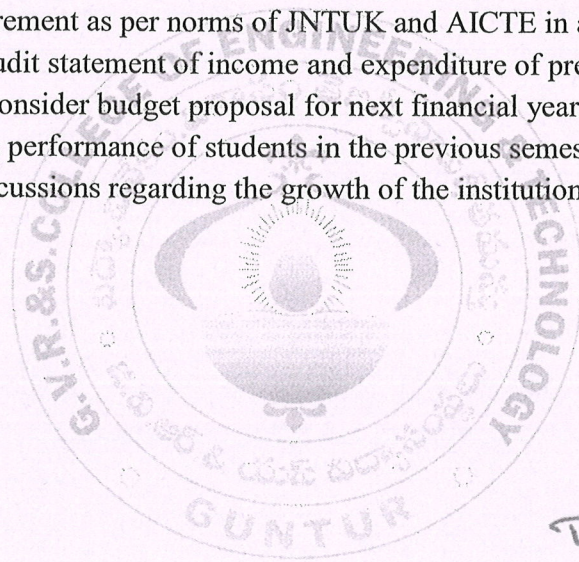 rement as per norms of JNTUK and AICTE in a
udit statement of income and expenditure of pre
onsider budget proposal for next financial year
performance of students in the previous semes
cussions regarding the growth of the institution
G.V.R.&S. COLLEGE OF ENGINEERING & TECHNOLOGY
GUNTUR